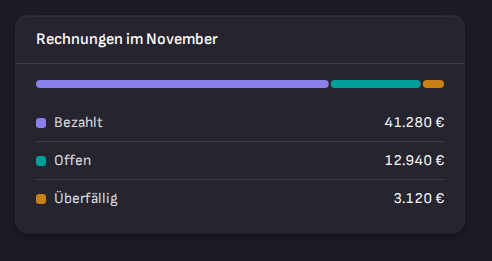 Rechnungen im November
Bezahlt 41.280 €
Offen 12.940 €
Überfällig 3.120 €